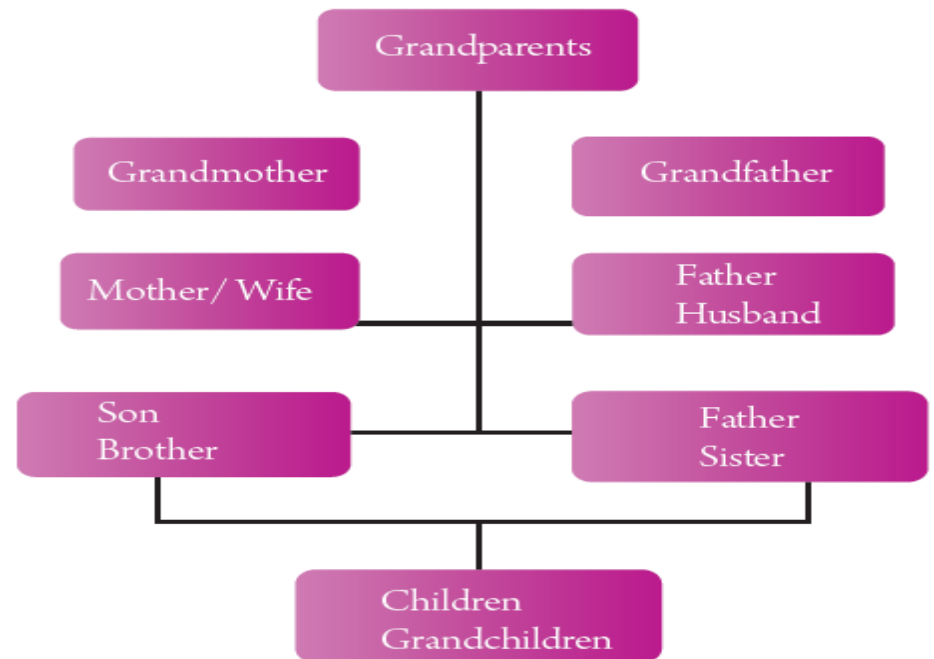 Grandparents
Grandmother
Grandfather
Mother/ Wife
Father
Husband
Son
Brother
Father
Sister
Children
Grandchildren